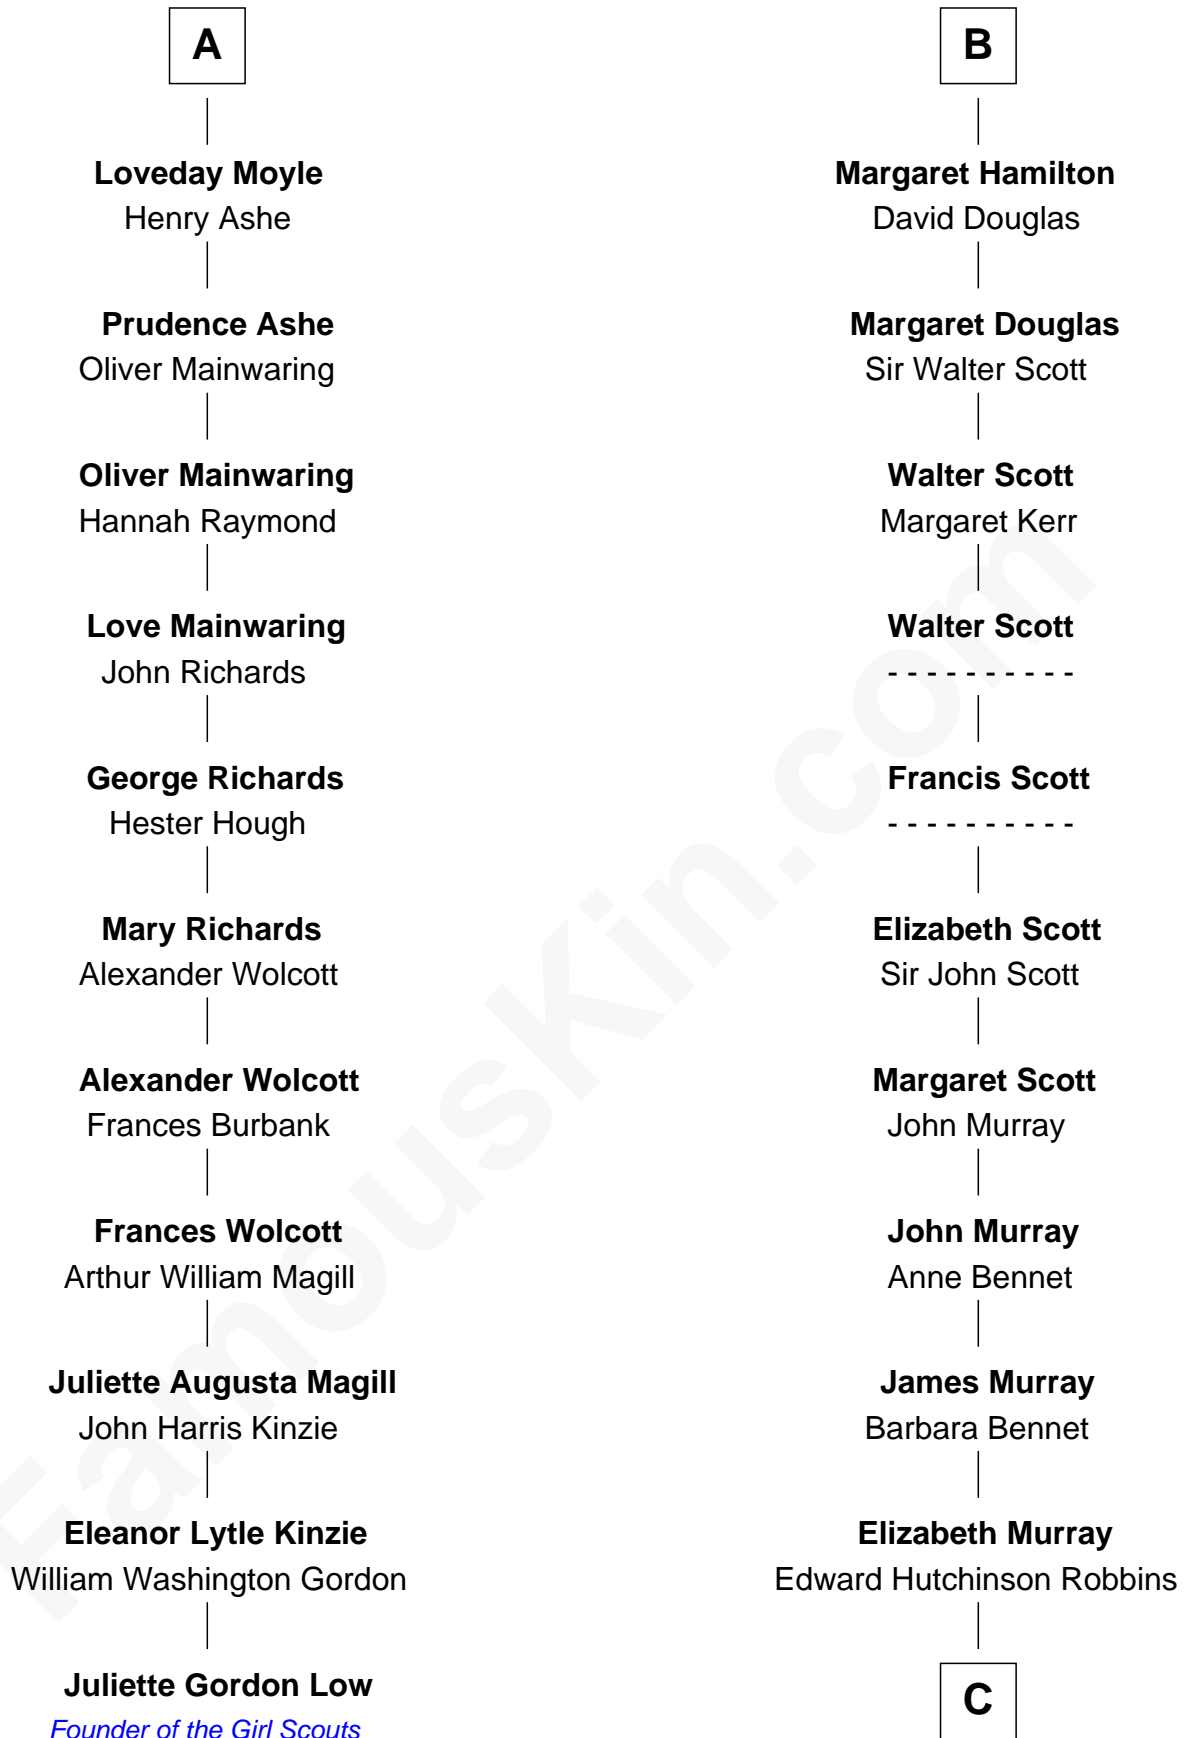 A
Loveday Moyle
Henry Ashe
Prudence Ashe
Oliver Mainwaring
Oliver Mainwaring
Hannah Raymond
Love Mainwaring
John Richards
George Richards
Hester Hough
Mary Richards
Alexander Wolcott
Alexander Wolcott
Frances Burbank
Frances Wolcott
Arthur William Magill
Juliette Augusta Magill
John Harris Kinzie
Eleanor Lytle Kinzie
William Washington Gordon
Juliette Gordon Low
Founder of the Girl Scouts
B
Margaret Hamilton
David Douglas
Margaret Douglas
Sir Walter Scott
Walter Scott
Margaret Kerr
Walter Scott
- - - - - - - - - -
Francis Scott
- - - - - - - - - -
Elizabeth Scott
Sir John Scott
Margaret Scott
John Murray
John Murray
Anne Bennet
James Murray
Barbara Bennet
Elizabeth Murray
Edward Hutchinson Robbins
C
FamousKin.com